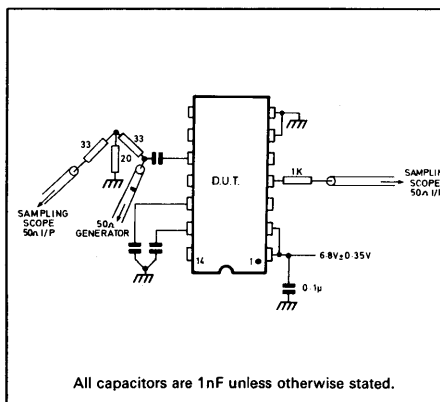 33
33
20
D.U.T.
1K
SAMPLIN
SCOPE
50Ω I/P
SAMPLING
SCOPE
50Ω I/P
50Ω
GENERATOR
14
1
6.8V±0.35V
0.1μ
All capacitors are 1nF unless otherwise stated.